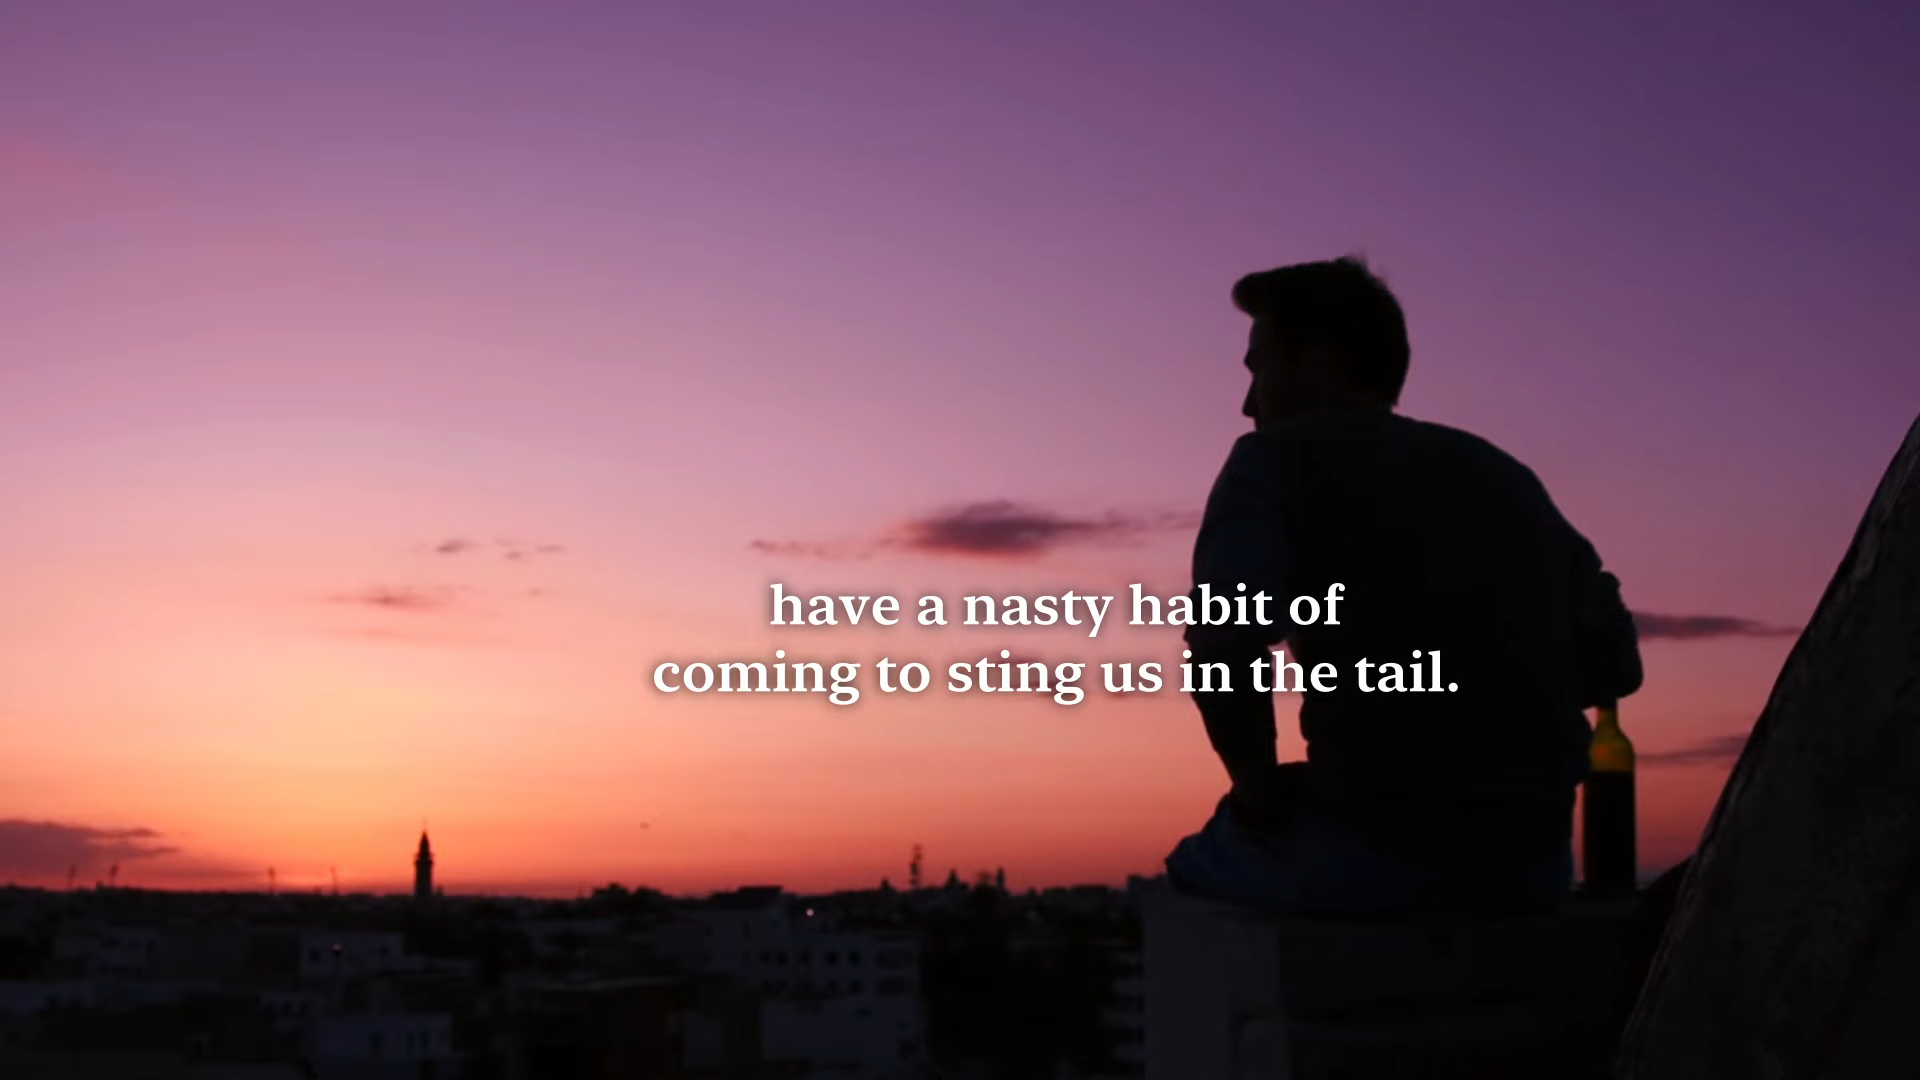 have a nasty habit of
coming to sting us in the tail.